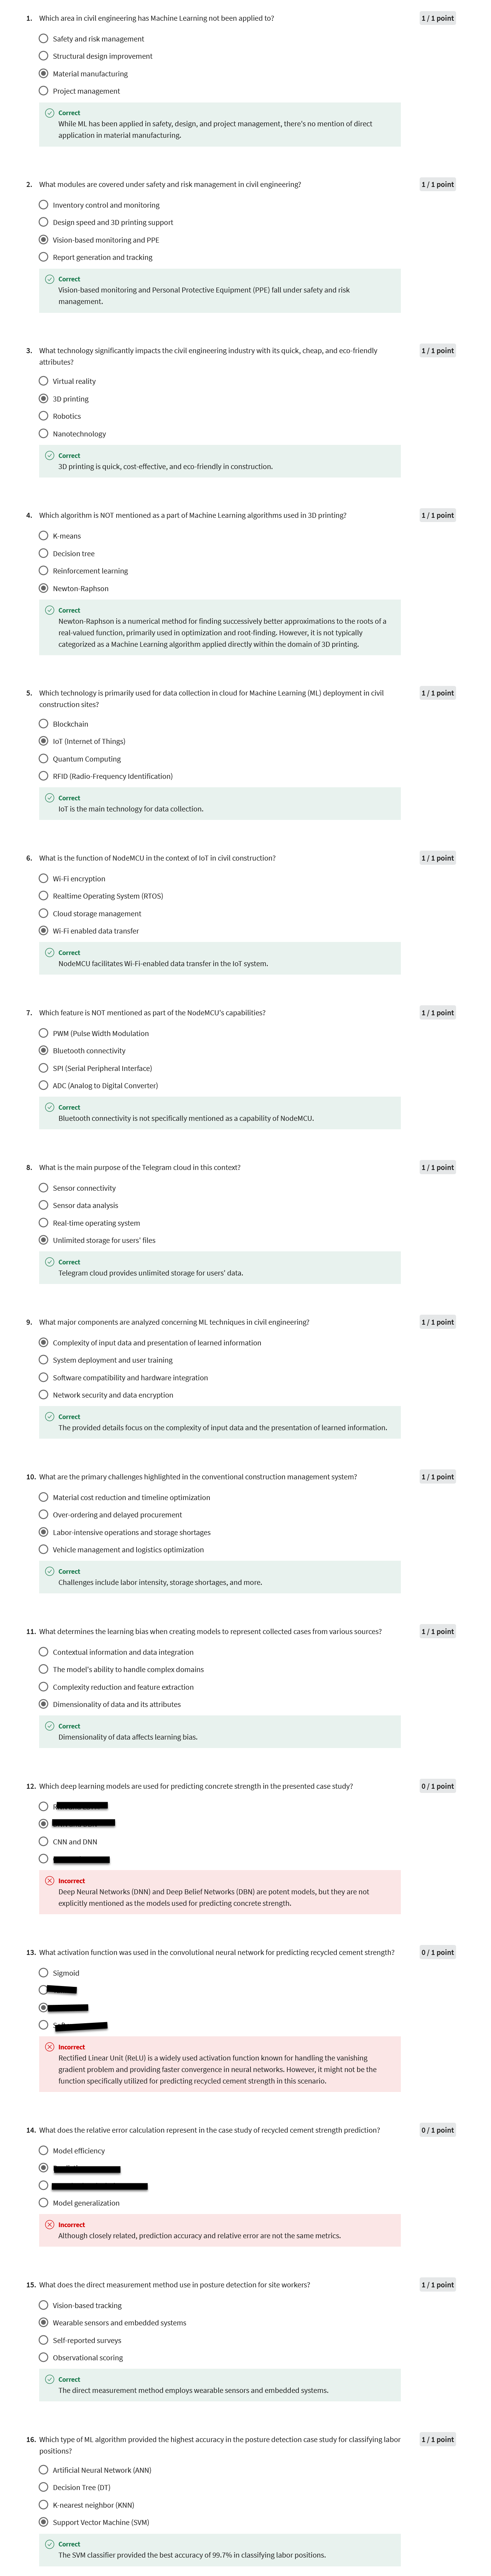 1. Which area in civil engineering has Machine Learning not been applied to?
1 / 1 point
Safety and risk management
Structural design improvement
Material manufacturing
Project management
Correct
While ML has been applied in safety, design, and project management, there's no mention of direct
application in material manufacturing.
2. What modules are covered under safety and risk management in civil engineering?
1 / 1 point
Inventory control and monitoring
Design speed and 3D printing support
Vision-based monitoring and PPE
Report generation and tracking
Correct
Vision-based monitoring and Personal Protective Equipment (PPE) fall under safety and risk
management.
3. What technology significantly impacts the civil engineering industry with its quick, cheap, and eco-friendly
attributes?
1 / 1 point
Virtual reality
3D printing
Robotics
Nanotechnology
Correct
3D printing is quick, cost-effective, and eco-friendly in construction.
4. Which algorithm is NOT mentioned as a part of Machine Learning algorithms used in 3D printing?
1 / 1 point
K-means
Decision tree
Reinforcement learning
Newton-Raphson
Correct
Newton-Raphson is a numerical method for finding successively better approximations to the roots of a
real-valued function, primarily used in optimization and root-finding. However, it is not typically
categorized as a Machine Learning algorithm applied directly within the domain of 3D printing.
5. Which technology is primarily used for data collection in cloud for Machine Learning (ML) deployment in civil
construction sites?
1 / 1 point
Blockchain
IoT (Internet of Things)
Quantum Computing
RFID (Radio-Frequency Identification)
Correct
IoT is the main technology for data collection.
6. What is the function of NodeMCU in the context of IoT in civil construction?
1 / 1 point
Wi-Fi encryption
Realtime Operating System (RTOS)
Cloud storage management
Wi-Fi enabled data transfer
Correct
NodeMCU facilitates Wi-Fi-enabled data transfer in the IoT system.
7. Which feature is NOT mentioned as part of the NodeMCU's capabilities?
1 / 1 point
PWM (Pulse Width Modulation
Bluetooth connectivity
SPI (Serial Peripheral Interface)
ADC (Analog to Digital Converter)
Correct
Bluetooth connectivity is not specifically mentioned as a capability of NodeMCU.
8. What is the main purpose of the Telegram cloud in this context?
1 / 1 point
Sensor connectivity
Sensor data analysis
Real-time operating system
Unlimited storage for users' files
Correct
Telegram cloud provides unlimited storage for users' data.
9. What major components are analyzed concerning ML techniques in civil engineering?
1 / 1 point
Complexity of input data and presentation of learned information
System deployment and user training
Software compatibility and hardware integration
Network security and data encryption
Correct
The provided details focus on the complexity of input data and the presentation of learned information.
10. What are the primary challenges highlighted in the conventional construction management system?
1 / 1 point
Material cost reduction and timeline optimization
Over-ordering and delayed procurement
Labor-intensive operations and storage shortages
Vehicle management and logistics optimization
Correct
Challenges include labor intensity, storage shortages, and more.
11. What determines the learning bias when creating models to represent collected cases from various sources?
1 / 1 point
Contextual information and data integration
The model's ability to handle complex domains
Complexity reduction and feature extraction
Dimensionality of data and its attributes
Correct
Dimensionality of data affects learning bias.
12. Which deep learning models are used for predicting concrete strength in the presented case study?
0 / 1 point
CNN and DNN
Incorrect
Deep Neural Networks (DNN) and Deep Belief Networks (DBN) are potent models, but they are not
explicitly mentioned as the models used for predicting concrete strength.
13. What activation function was used in the convolutional neural network for predicting recycled cement strength?
0 / 1 point
Sigmoid
Incorrect
Rectified Linear Unit (ReLU) is a widely used activation function known for handling the vanishing
gradient problem and providing faster convergence in neural networks. However, it might not be the
function specifically utilized for predicting recycled cement strength in this scenario.
14. What does the relative error calculation represent in the case study of recycled cement strength prediction?
0 / 1 point
Model efficiency
Model generalization
Incorrect
Although closely related, prediction accuracy and relative error are not the same metrics.
15. What does the direct measurement method use in posture detection for site workers?
1 / 1 point
Vision-based tracking
Wearable sensors and embedded systems
Self-reported surveys
Observational scoring
Correct
The direct measurement method employs wearable sensors and embedded systems.
16. Which type of ML algorithm provided the highest accuracy in the posture detection case study for classifying labor
positions?
1 / 1 point
Artificial Neural Network (ANN)
Decision Tree (DT)
K-nearest neighbor (KNN)
Support Vector Machine (SVM)
Correct
The SVM classifier provided the best accuracy of 99.7% in classifying labor positions.